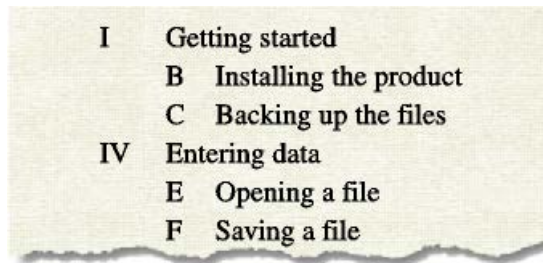 I Getting started
B Installing the product
C Backing up the files
IV Entering data
E Opening a file
F Saving a file